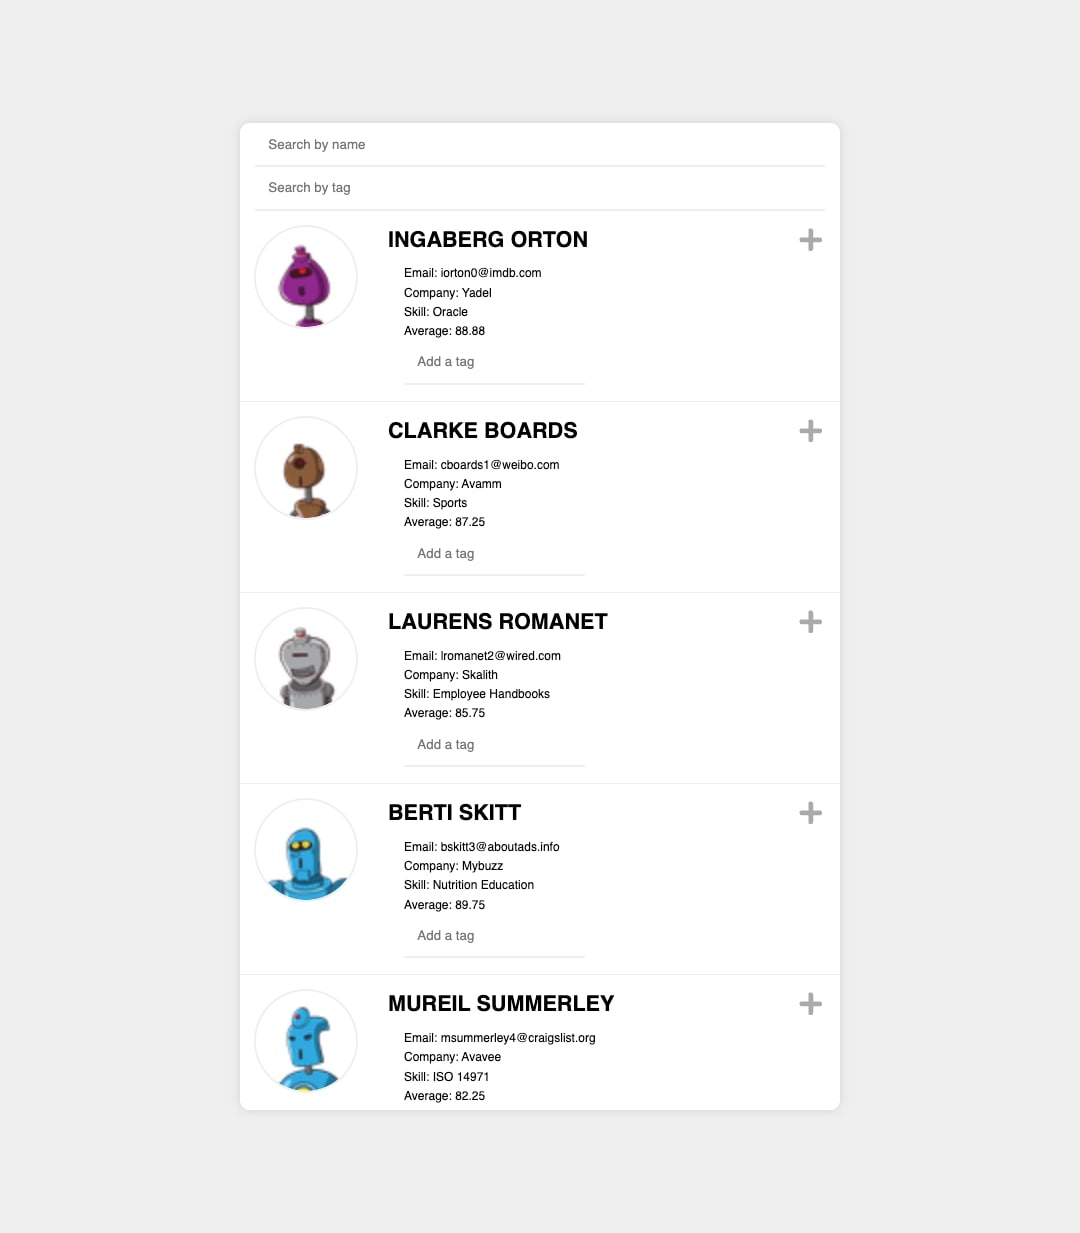 Search by name
Search by tag
INGABERG ORTON
Email: iorton0@imdb.com
Company: Yadel
Skill: Oracle
Average: 88.88
Add a tag
CLARKE BOARDS
Email: cboards1@weibo.com
Company: Avamm
Skill: Sports
Average: 87.25
Add a tag
LAURENS ROMANET
Email: lromanet2@wired.com
Company: Skalith
Skill: Employee Handbooks
Average: 85.75
Add a tag
BERTI SKITT
Email: bskitt3@aboutads.info
Company: Mybuzz
Skill: Nutrition Education
Average: 89.75
Add a tag
MUREIL SUMMERLEY
Email: msummerley4@craigslist.org
Company: Avavee
Skill: ISO 14971
Average: 82.25